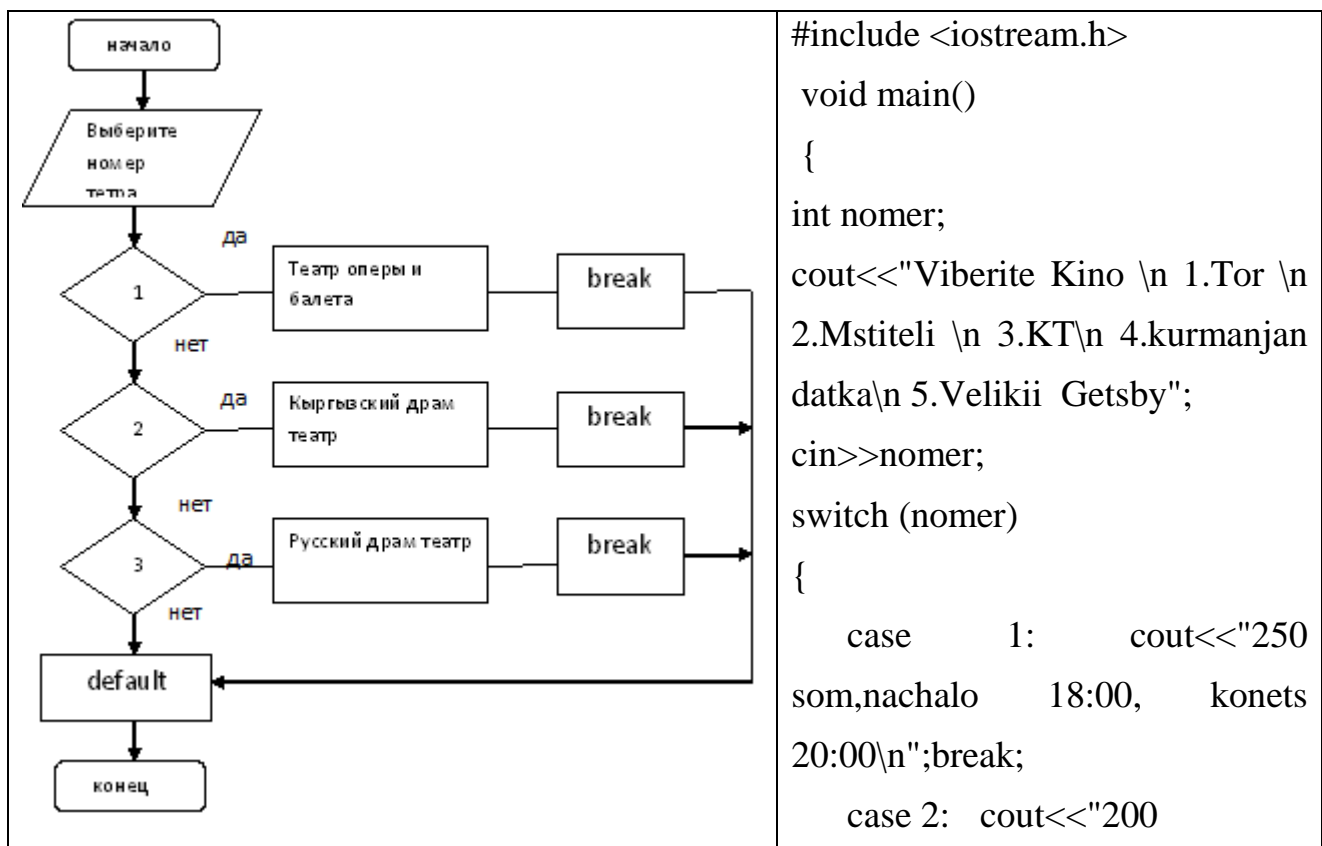 начало
Выберите
номер
тетра
да
1
Театр оперы и
балета
break
нет
да
2
Кыргызский драм
театр
break
нет
да
3
Русский драм театр
break
нет
default
конец
#include <iostream.h>
void main()
{
int nomer;
cout<<"Viberite Kino \n 1.Tor \n
2.Mstiteli \n 3.KT\n 4.kurmanjan
datka\n 5.Velikii Getsby";
cin>>nomer;
switch (nomer)
{
case 1: cout<<"250
som,nachalo 18:00, konets
20:00\n";break;
case 2: cout<<"200